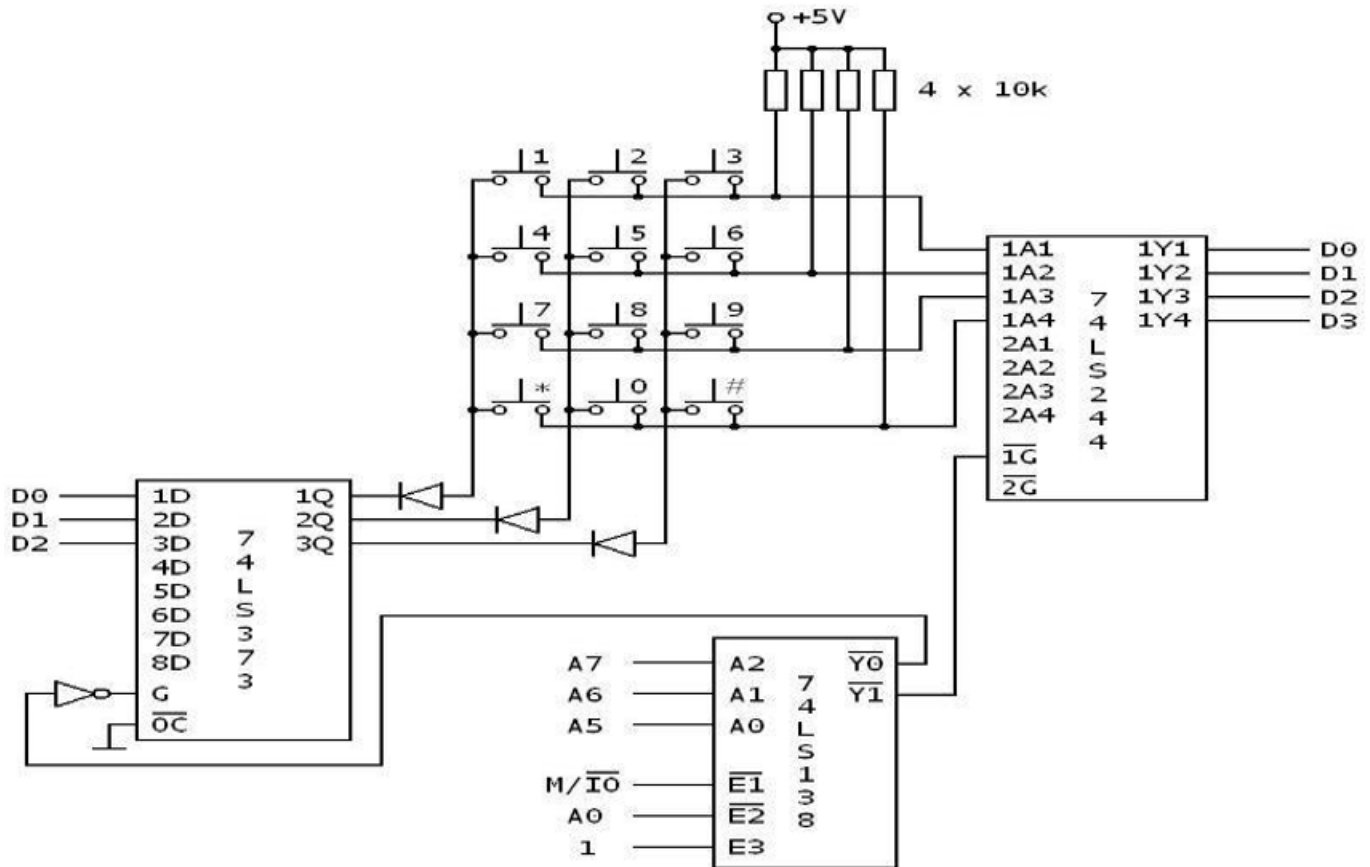 +5V
4 x 10k
1 2 3
4 5 6
7 8 9
* 0 #
1A1 1Y1 D0
1A2 1Y2 D1
1A3 1Y3 D2
1A4 1Y4 D3
2A1
2A2
2A3
2A4
1G
2G
74LS244
D0 1D 1Q
D1 2D 2Q
D2 3D 3Q
4D
5D
6D
7D
8D
G
OC
74LS373
A7 A2 Y0
A6 A1 Y1
A5 A0
M/IO E1
A0 E2
1 E3
74LS138